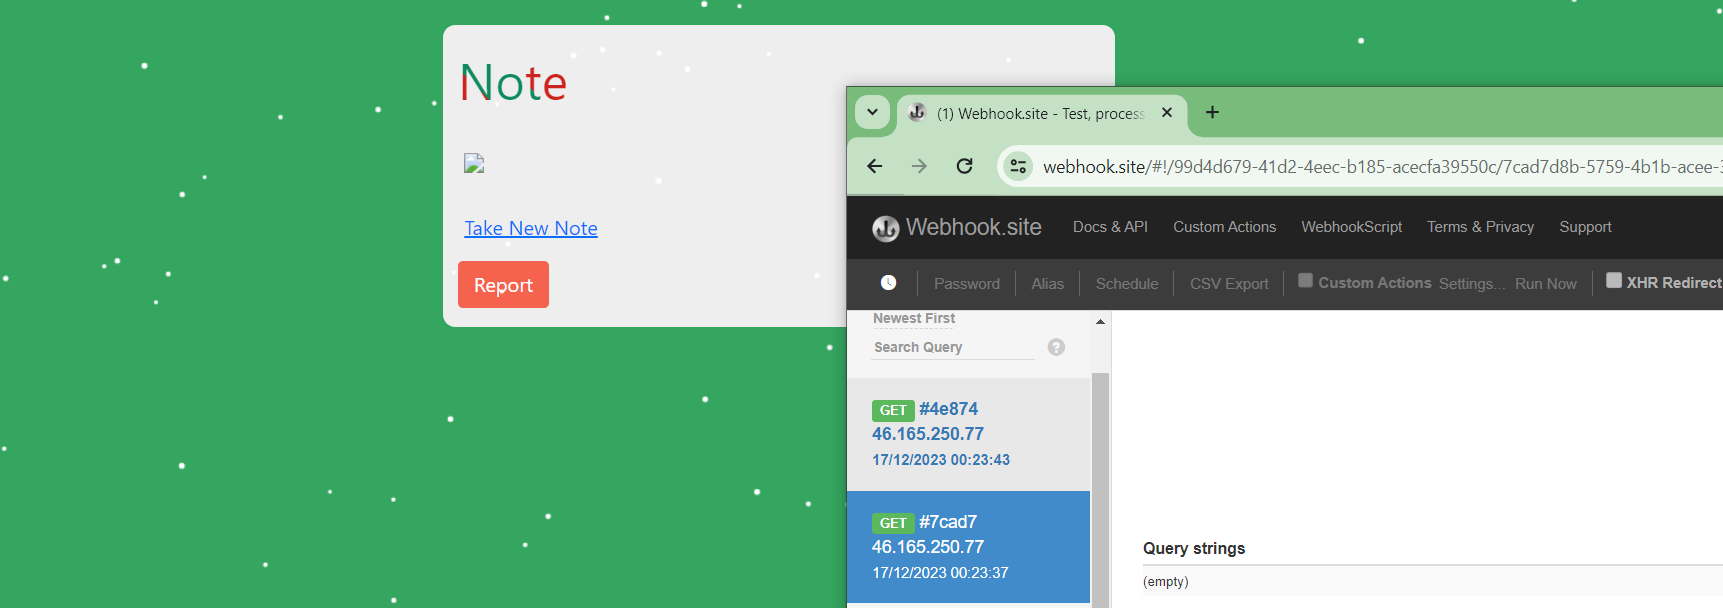 Note
Take New Note
Report
(1) Webhook.site - Test, process
webhook.site/#!/99d4d679-41d2-4eec-b185-acecfa39550c/7cad7d8b-5759-4b1b-acee-
Webhook.site Docs & API Custom Actions WebhookScript Terms & Privacy Support
Password Alias Schedule CSV Export Custom Actions Settings... Run Now XHR Redirect
Newest First
Search Query
GET #4e874
46.165.250.77
17/12/2023 00:23:43
GET #7cad7
46.165.250.77
17/12/2023 00:23:37
Query strings
(empty)